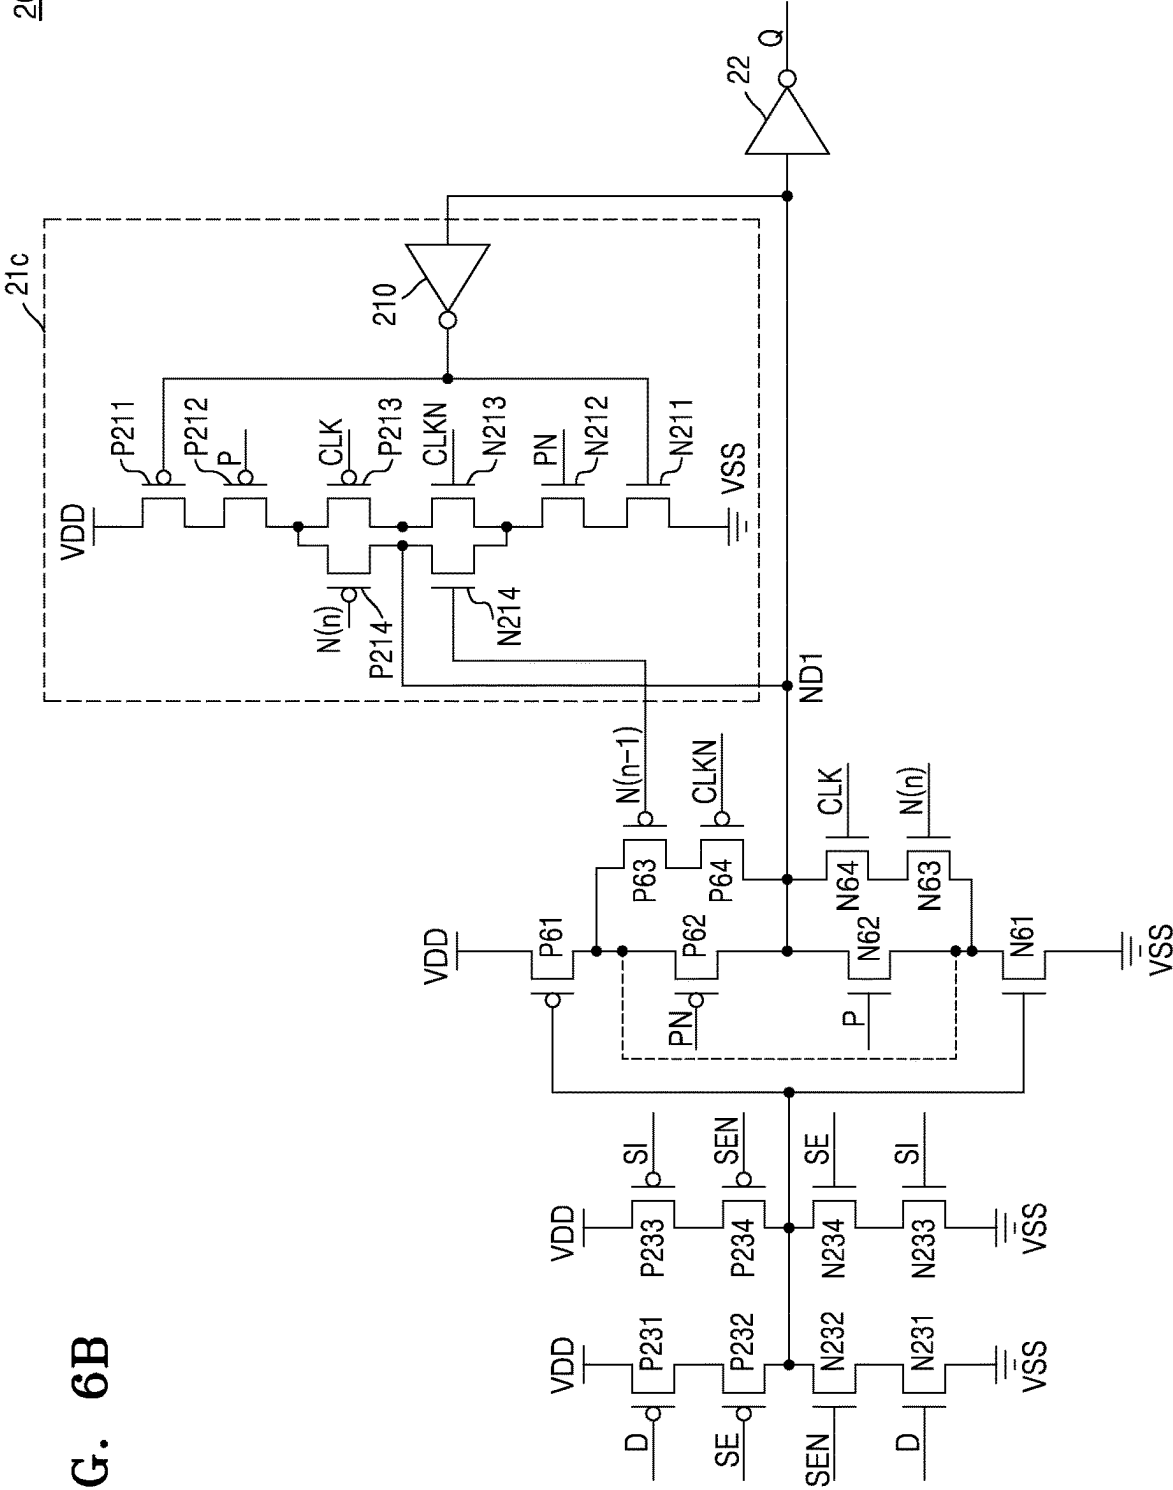 20
21c
22
Q
210
VDD
P211
P212
P
CLK
P213
CLKN
N213
PN
N212
N211
VSS
N(n)
P214
N214
ND1
N(n-1)
CLKN
CLK
N(n)
P63
P64
N64
N63
VDD
P61
P62
N62
N61
VSS
PN
P
SI
SEN
SE
SI
VDD
P233
P234
N234
N233
VSS
VDD
P231
P232
N232
N231
VSS
D
SE
SEN
D
G. 6B